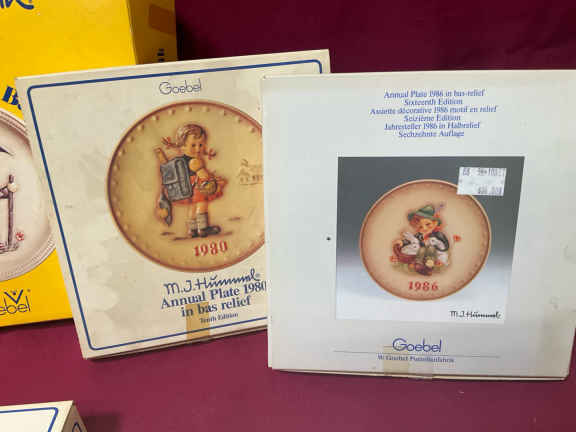 Goebel
1980
M.J.Hummel
Annual Plate 1980
in bas relief
Tenth Edition
Annual Plate 1986 in bas-relief
Sixteenth Edition
Assiette décorative 1986 motif en relief
Seizième Edition
Jahresteller 1986 in Halbrelief
Sechzehnte Auflage
1986
M.J.Hummel
Goebel
W. Goebel Porzellanfabrik